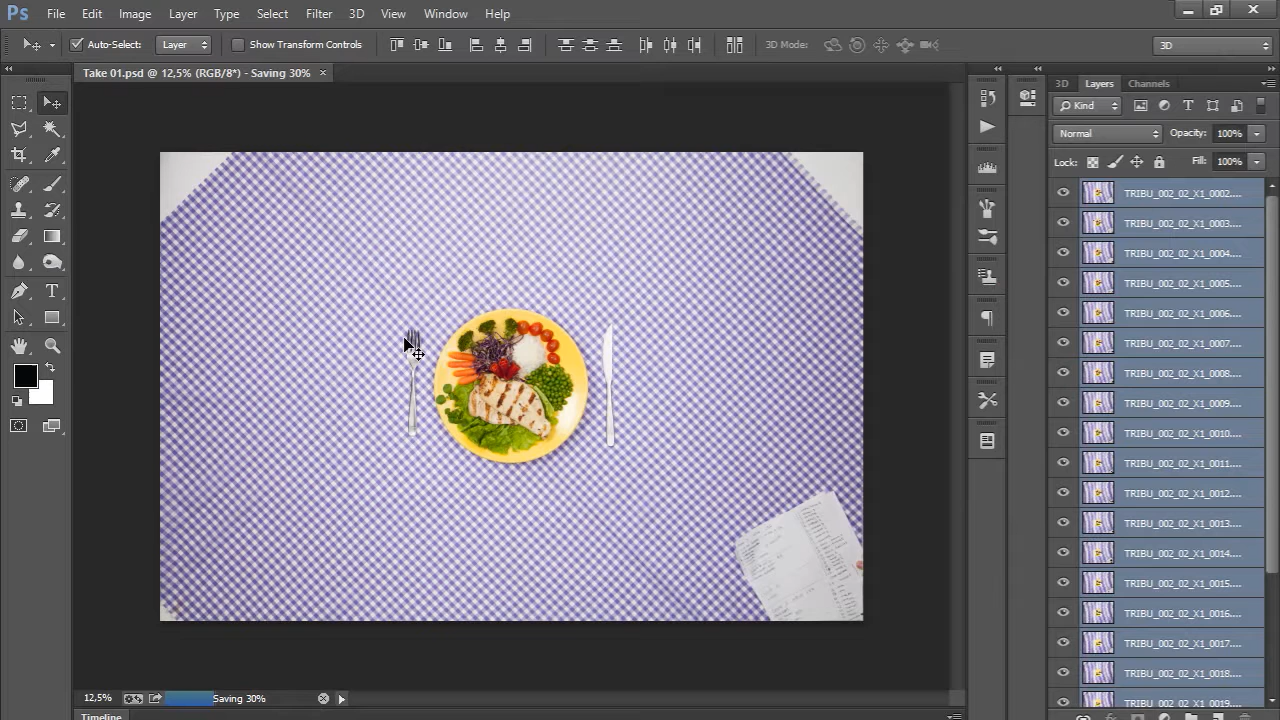 Ps File Edit Image Layer Type Select Filter 3D View Window Help
Auto-Select: Layer Show Transform Controls 3D Mode: 3D
Take 01.psd @ 12,5% (RGB/8*) - Saving 30% ×
3D Layers Channels
Kind
Normal Opacity: 100%
Lock: Fill: 100%
TRIBU_002_02_X1_0002....
TRIBU_002_02_X1_0003....
TRIBU_002_02_X1_0004....
TRIBU_002_02_X1_0005....
TRIBU_002_02_X1_0006....
TRIBU_002_02_X1_0007....
TRIBU_002_02_X1_0008....
TRIBU_002_02_X1_0009....
TRIBU_002_02_X1_0010....
TRIBU_002_02_X1_0011....
TRIBU_002_02_X1_0012....
TRIBU_002_02_X1_0013....
TRIBU_002_02_X1_0014....
TRIBU_002_02_X1_0015....
TRIBU_002_02_X1_0016....
TRIBU_002_02_X1_0017....
TRIBU_002_02_X1_0018....
TRIBU_002_02_X1_0019....
12,5% Saving 30%
Timeline